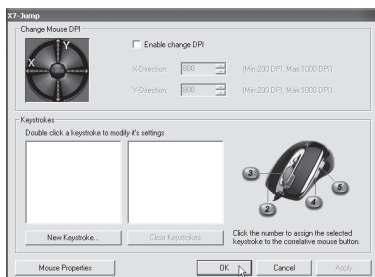 X7-Jump
Change Mouse DPI
Y
X
Enable change DPI
X-Direction: 800 (Min:200 DPI, Max:1000 DPI)
Y-Direction: 800 (Min:200 DPI, Max:1000 DPI)
Keystrokes
Double click a keystroke to modify it's settings
3
2
4
5
New Keystroke...
Clear Keystrokes
Click the number to assign the selected
keystroke to the correlative mouse button.
Mouse Properties
OK
Cancel
Apply